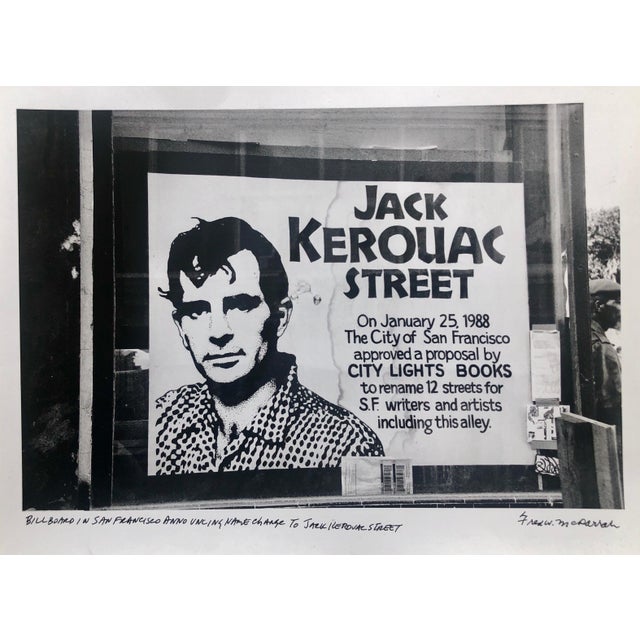 JACK
KEROUAC
STREET
On January 25, 1988
The City of San Francisco
approved a proposal by
CITY LIGHTS BOOKS
to rename 12 streets for
S.F. writers and artists
including this alley.
BILLBOARD IN SAN FRANCISCO ANNOUNCING NAME CHANGE TO JACK KEROUAC STREET
Fred W. McDarrah